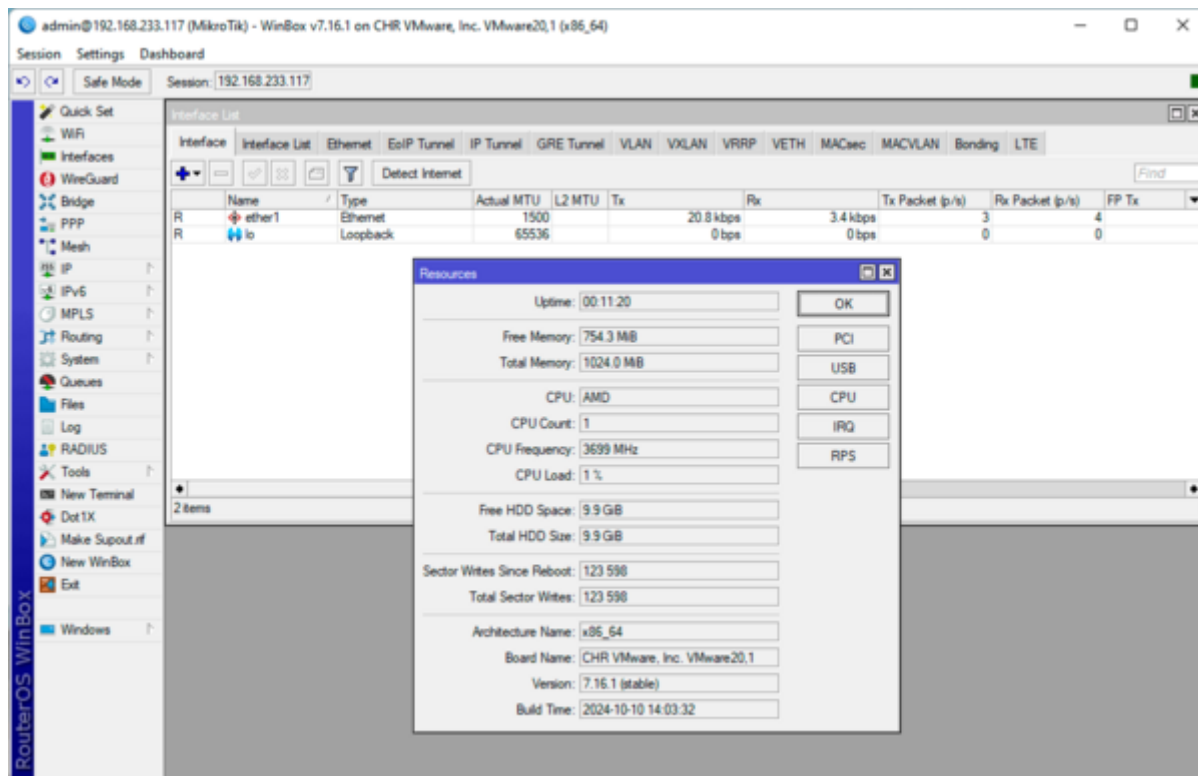 admin@192.168.233.117 (MikroTik) - WinBox v7.16.1 on CHR VMware, Inc. VMware20,1 (x86_64)
Session Settings Dashboard
Safe Mode Session: 192.168.233.117
Quick Set
WiFi
Interfaces
WireGuard
Bridge
PPP
Mesh
IP
IPv6
MPLS
Routing
System
Queues
Files
Log
RADIUS
Tools
New Terminal
Dot1X
Make Supout.rif
New WinBox
Exit
Windows
RouterOS WinBox
Interface List
Interface Interface List Ethernet EoIP Tunnel IP Tunnel GRE Tunnel VLAN VXLAN VRRP VETH MACsec MACVLAN Bonding LTE
Detect Internet Find
Name / Type Actual MTU L2 MTU Tx Rx Tx Packet (p/s) Rx Packet (p/s) FP Tx
R ether1 Ethernet 1500 20.8 kbps 3.4 kbps 3 4
R lo Loopback 65536 0 bps 0 bps 0 0
2 items
Resources
Uptime: 00:11:20
Free Memory: 754.3 MiB
Total Memory: 1024.0 MiB
CPU: AMD
CPU Count: 1
CPU Frequency: 3699 MHz
CPU Load: 1 %
Free HDD Space: 9.9 GiB
Total HDD Size: 9.9 GiB
Sector Writes Since Reboot: 123 598
Total Sector Writes: 123 598
Architecture Name: x86_64
Board Name: CHR VMware, Inc. VMware20,1
Version: 7.16.1 (stable)
Build Time: 2024-10-10 14:03:32
OK
PCI
USB
CPU
IRQ
RPS